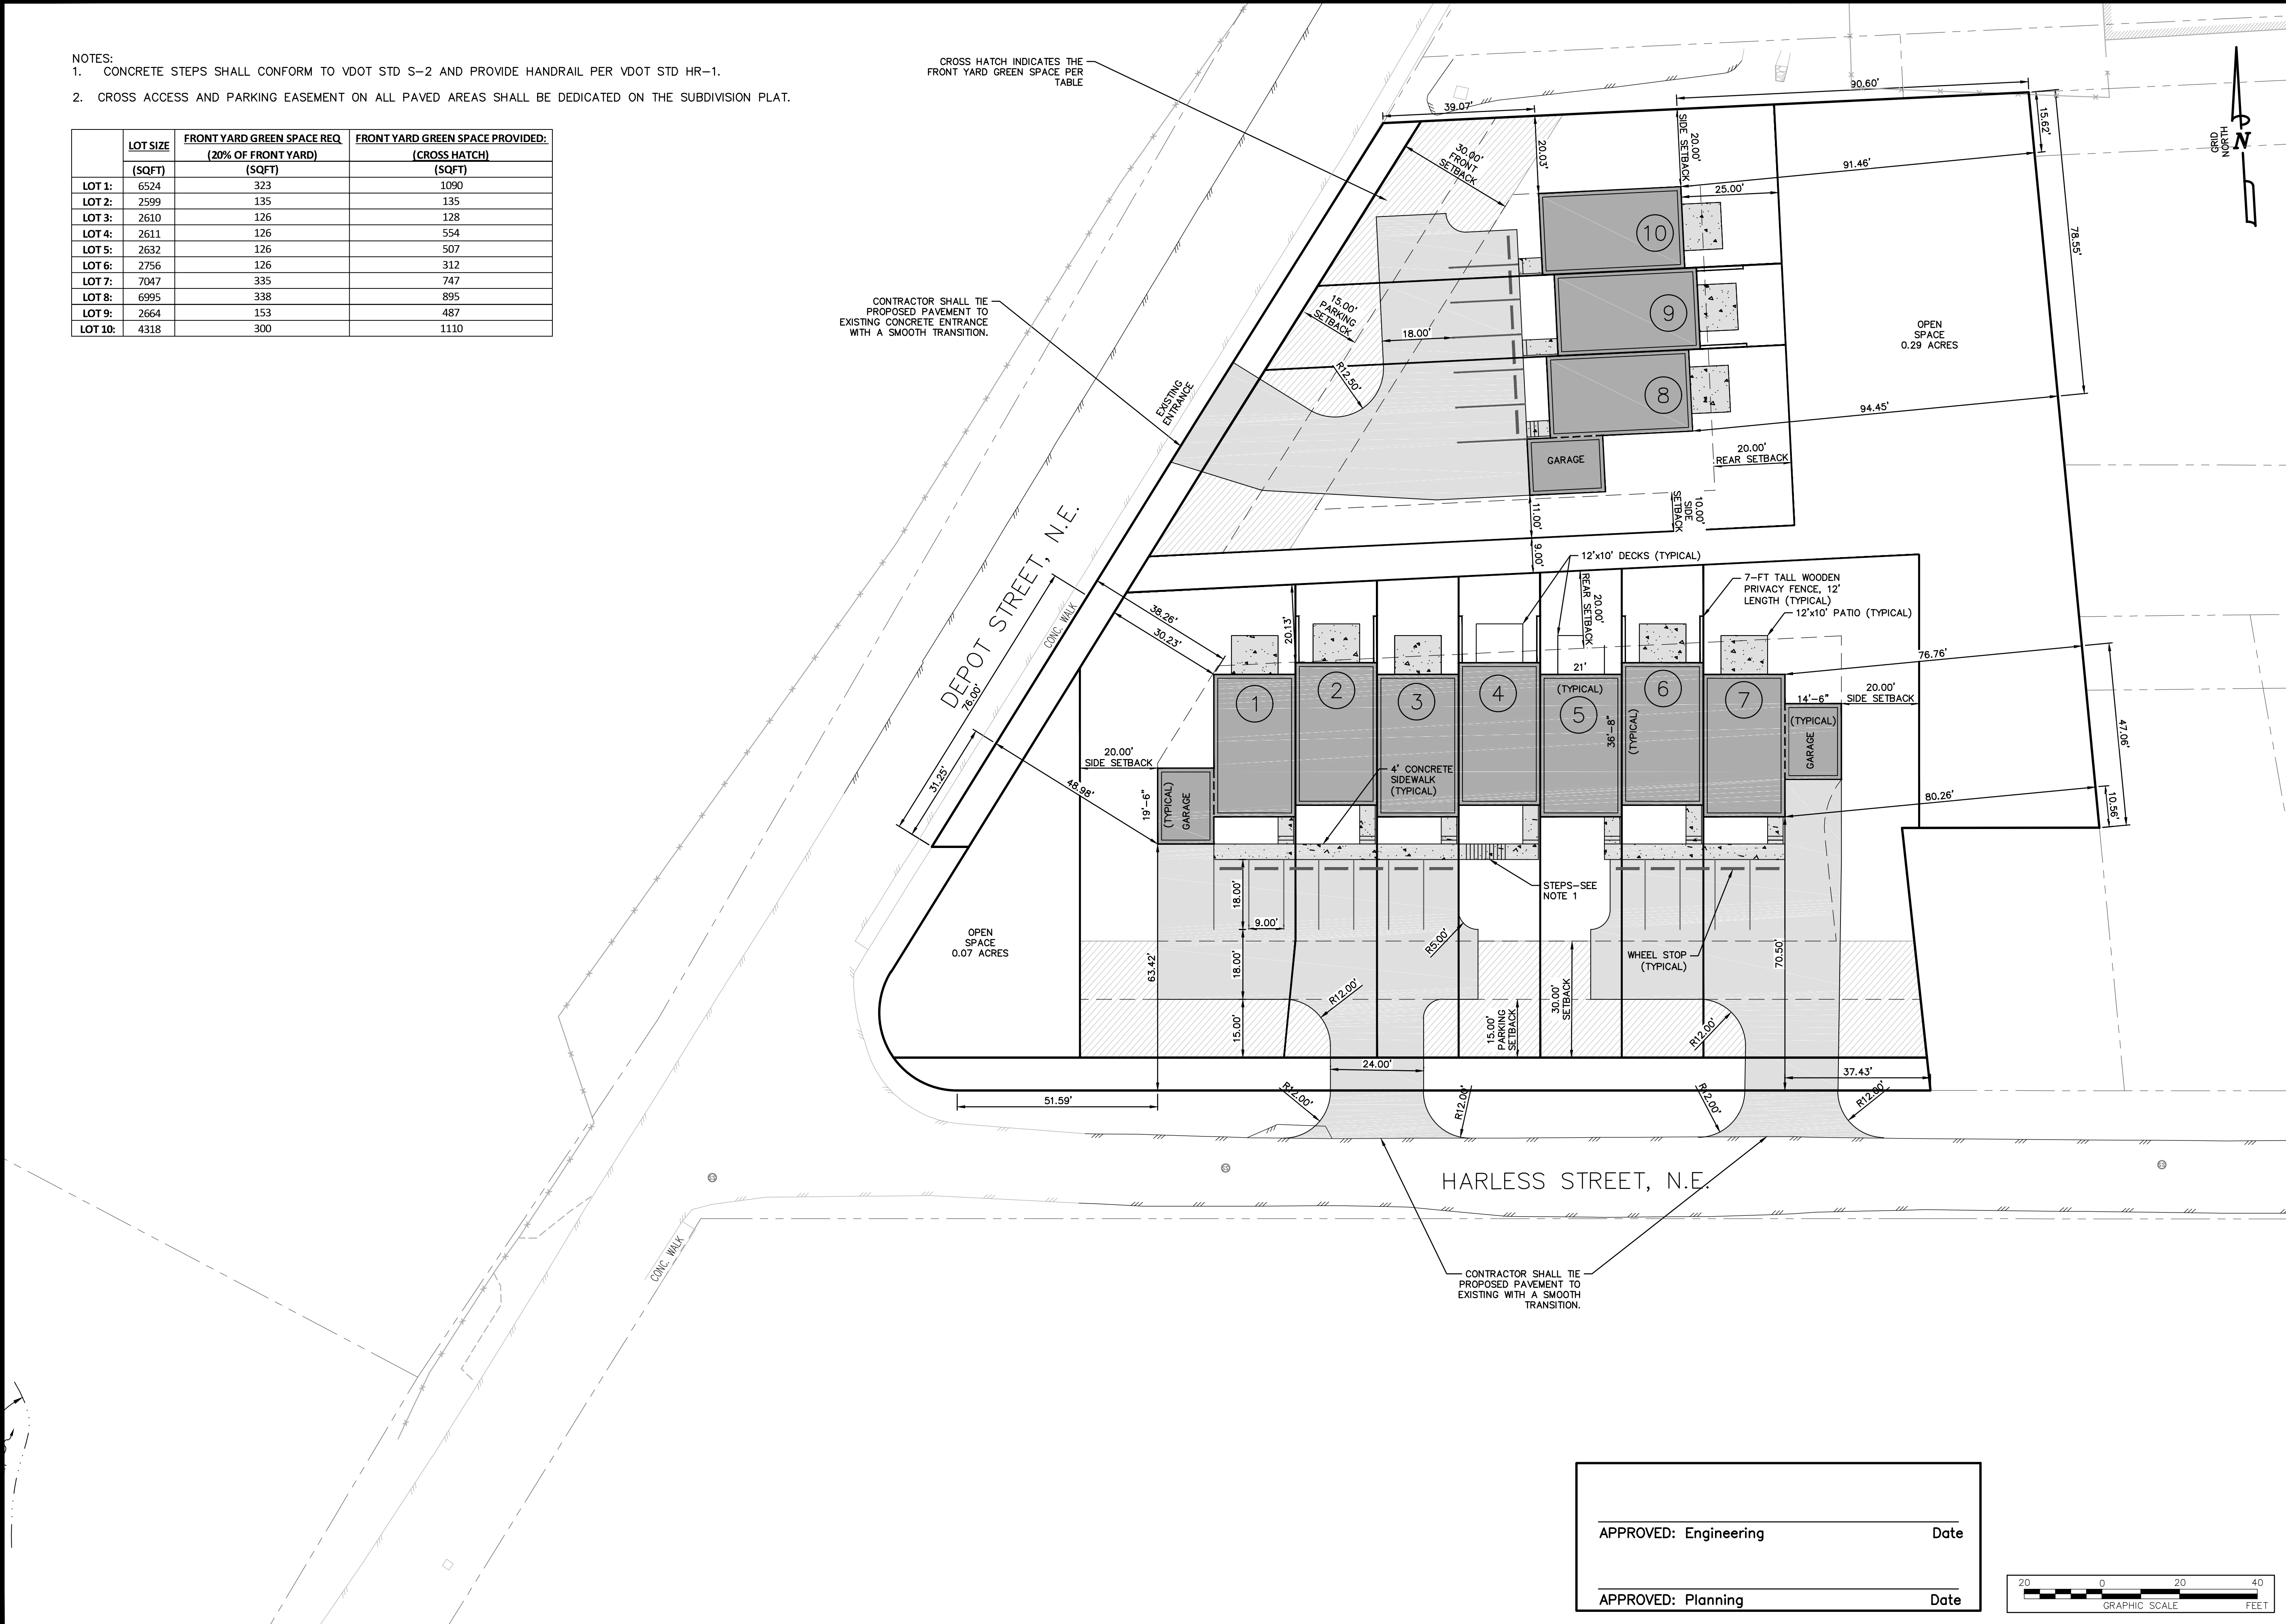 NOTES:
1. CONCRETE STEPS SHALL CONFORM TO VDOT STD S-2 AND PROVIDE HANDRAIL PER VDOT STD HR-1.
2. CROSS ACCESS AND PARKING EASEMENT ON ALL PAVED AREAS SHALL BE DEDICATED ON THE SUBDIVISION PLAT.
LOT SIZE FRONT YARD GREEN SPACE REQ FRONT YARD GREEN SPACE PROVIDED:
(20% OF FRONT YARD) (CROSS HATCH)
(SQFT) (SQFT) (SQFT)
LOT 1: 6524 323 1090
LOT 2: 2599 135 135
LOT 3: 2610 126 128
LOT 4: 2611 126 554
LOT 5: 2632 126 507
LOT 6: 2756 126 312
LOT 7: 7047 335 747
LOT 8: 6995 338 895
LOT 9: 2664 153 487
LOT 10: 4318 300 1110
CROSS HATCH INDICATES THE
FRONT YARD GREEN SPACE PER
TABLE
CONTRACTOR SHALL TIE
PROPOSED PAVEMENT TO
EXISTING CONCRETE ENTRANCE
WITH A SMOOTH TRANSITION.
GRID
NORTH
N
39.07'
90.60'
15.62'
20.03'
30.00'
FRONT
SETBACK
20.00'
SIDE
SETBACK
91.46'
25.00'
78.55'
10
9
8
15.00'
PARKING
SETBACK
18.00'
R12.50'
EXISTING
ENTRANCE
OPEN
SPACE
0.29 ACRES
94.45'
GARAGE
20.00'
REAR SETBACK
10.00'
SIDE
SETBACK
11.00'
9.00'
DEPOT STREET, N.E.
CONC. WALK
76.00'
31.25'
38.26'
30.23'
48.98'
12'x10' DECKS (TYPICAL)
7-FT TALL WOODEN
PRIVACY FENCE, 12'
LENGTH (TYPICAL)
12'x10' PATIO (TYPICAL)
20.13'
20.00'
REAR SETBACK
21'
(TYPICAL)
1
2
3
4
5
6
7
36'-8"
(TYPICAL)
76.76'
20.00'
SIDE SETBACK
14'-6"
(TYPICAL)
GARAGE
47.06'
10.56'
80.26'
20.00'
SIDE SETBACK
19'-6"
(TYPICAL)
GARAGE
4' CONCRETE
SIDEWALK
(TYPICAL)
STEPS-SEE
NOTE 1
18.00'
9.00'
18.00'
15.00'
63.42'
R5.00'
R12.00'
WHEEL STOP
(TYPICAL)
70.50'
30.00'
SETBACK
15.00'
PARKING
SETBACK
R12.00'
OPEN
SPACE
0.07 ACRES
24.00'
37.43'
51.59'
R12.00'
R12.00'
R12.00'
R12.00'
HARLESS STREET, N.E.
CONC. WALK
CONTRACTOR SHALL TIE
PROPOSED PAVEMENT TO
EXISTING WITH A SMOOTH
TRANSITION.
APPROVED: Engineering Date
APPROVED: Planning Date
20 0 20 40
GRAPHIC SCALE FEET